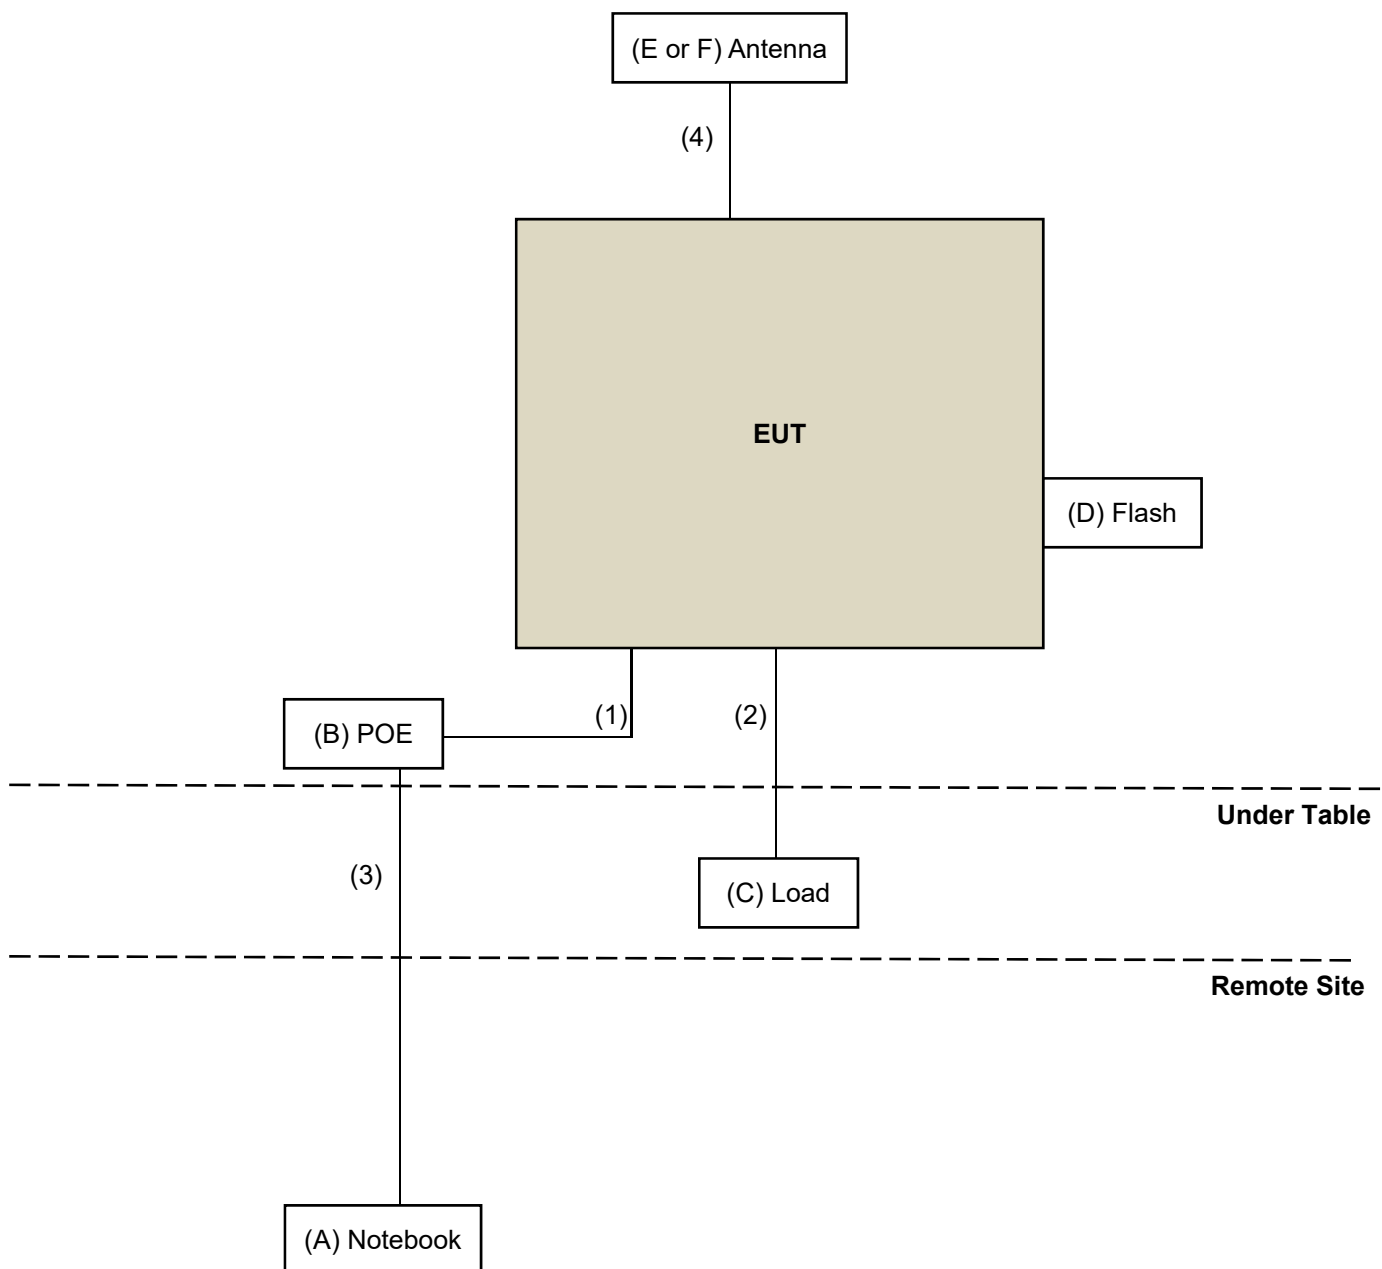 (E or F) Antenna
(4)
EUT
(D) Flash
(1)
(2)
(B) POE
Under Table
(3)
(C) Load
Remote Site
(A) Notebook